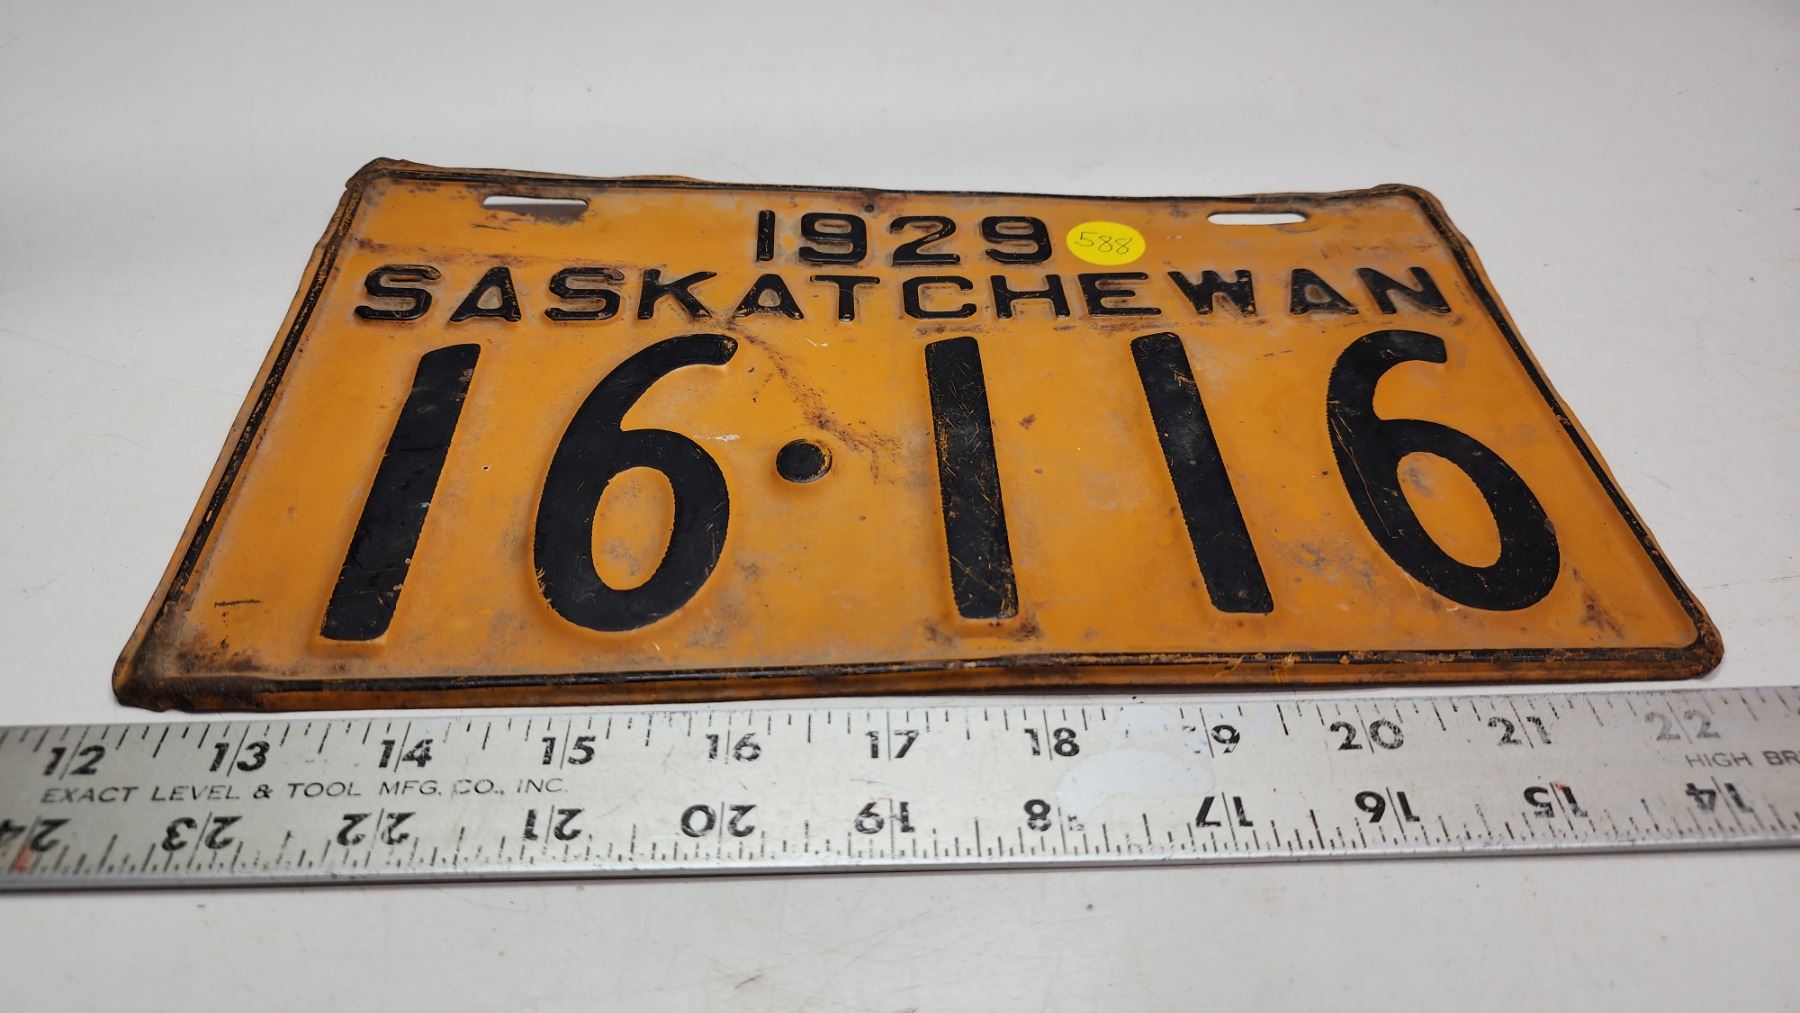 1929
588
SASKATCHEWAN
16·116
12 13 14 15 16 17 18 19 20 21 22
EXACT LEVEL & TOOL MFG. CO., INC.
HIGH BR
24 23 22 21 20 19 18 17 16 15 14